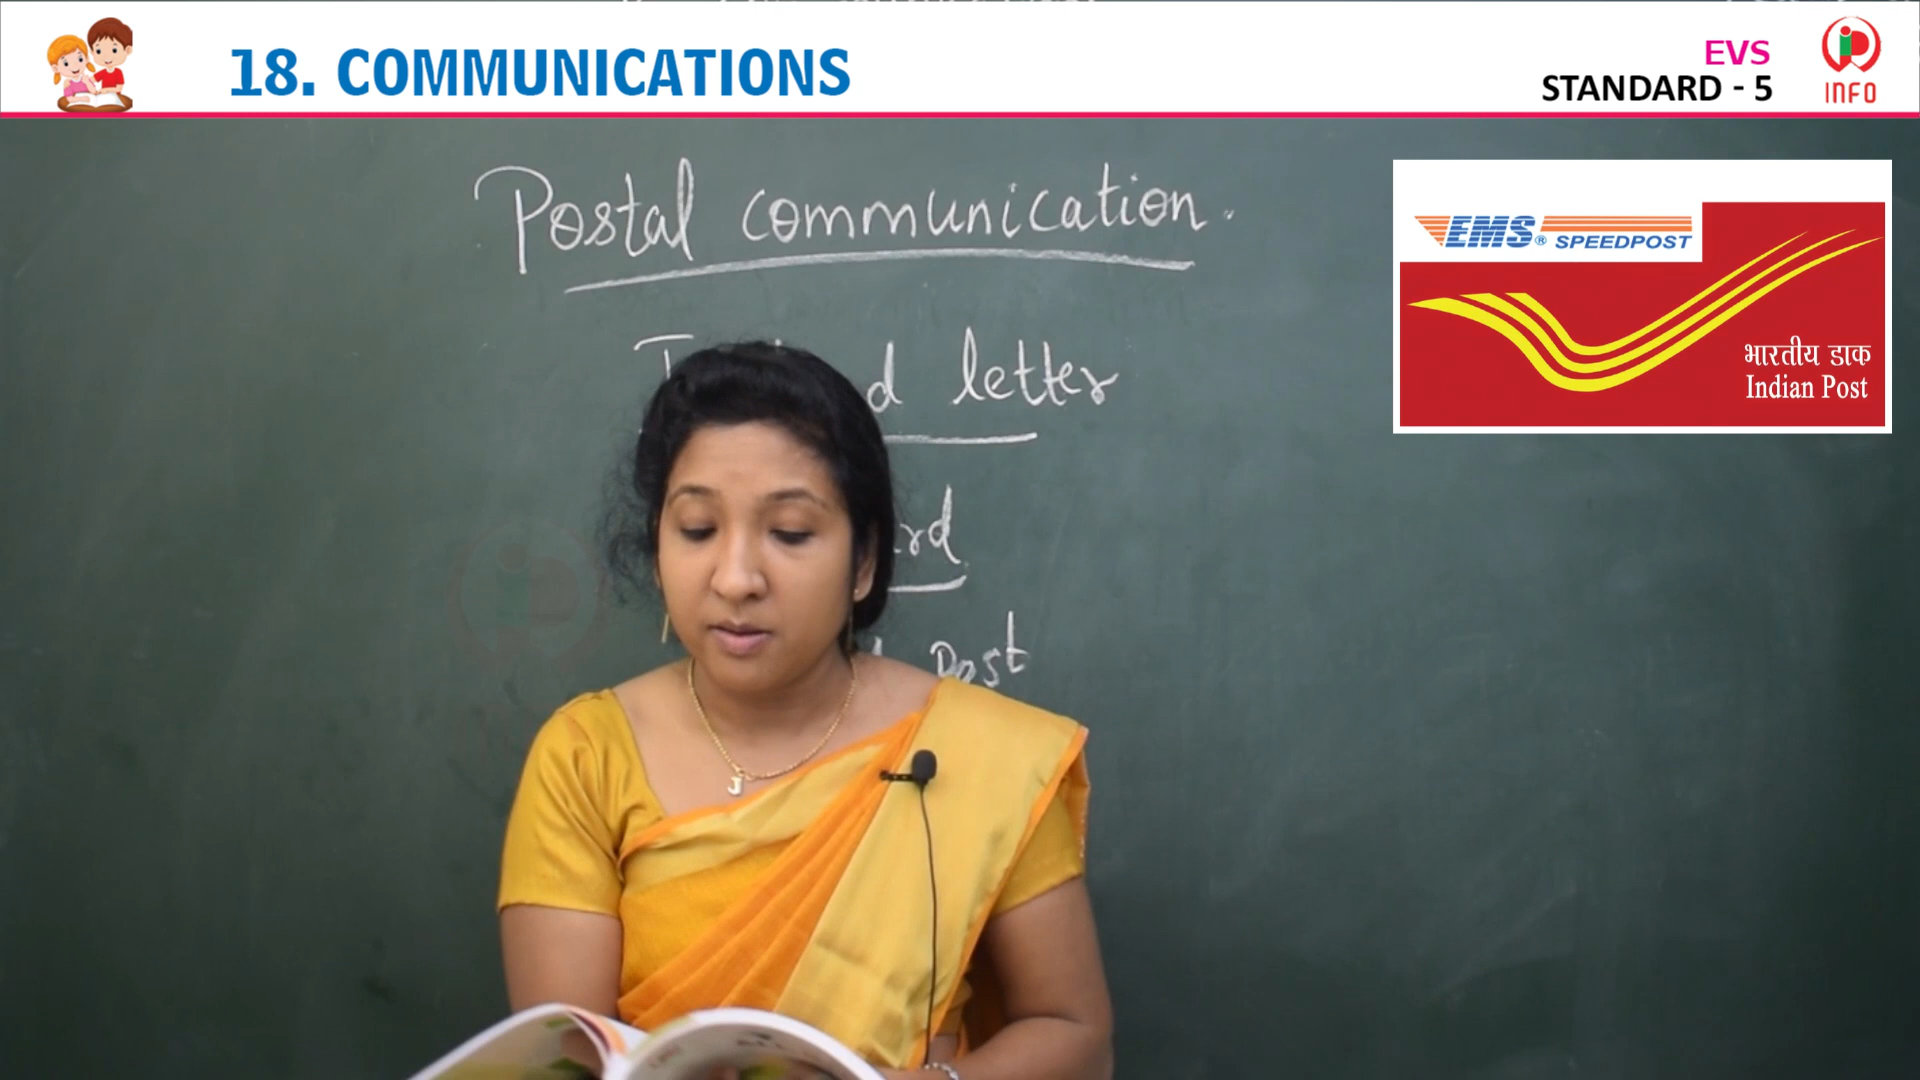 18. COMMUNICATIONS
EVS
STANDARD - 5
INFO
Postal communication.
EMS® SPEEDPOST
भारतीय डाक
Indian Post
letter
Post
J